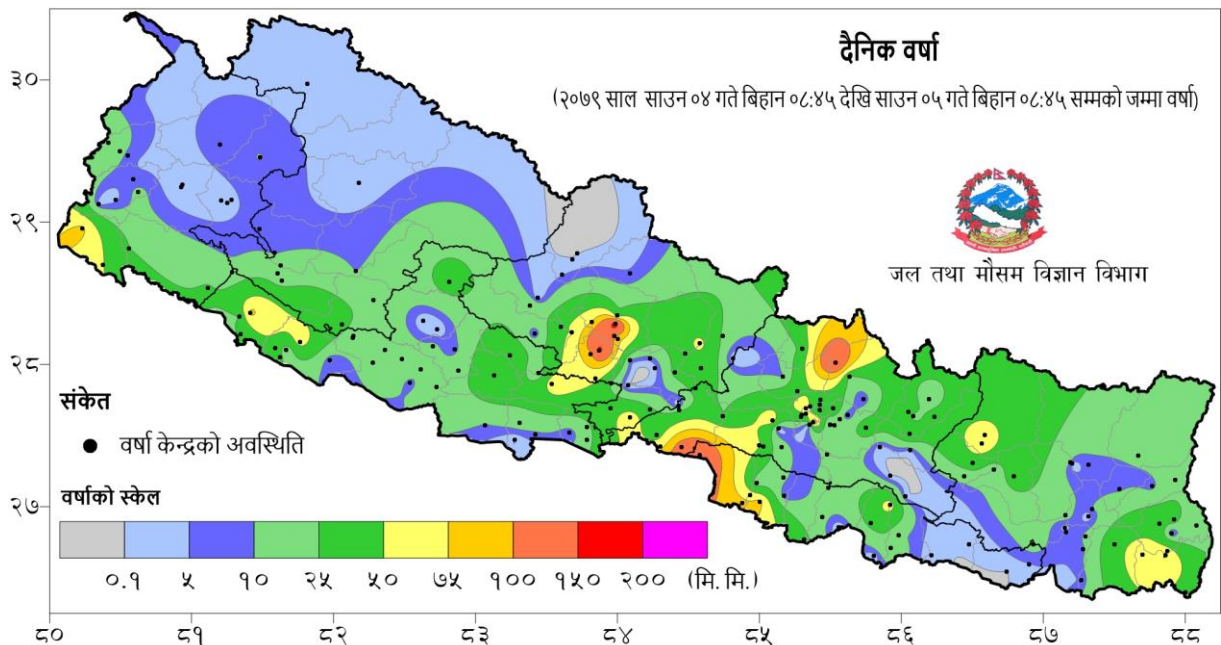 दैनिक वर्षा
(२०७९ साल साउन ०४ गते बिहान ०८:४५ देखि साउन ०५ गते बिहान ०८:४५ सम्मको जम्मा वर्षा)
जल तथा मौसम विज्ञान विभाग
३०
२९
२८
२७
संकेत
वर्षा केन्द्रको अवस्थिति
वर्षाको स्केल
०.१ ५ १० २५ ५० ७५ १०० १५० २०० (मि. मि.)
८० ८१ ८२ ८३ ८४ ८५ ८६ ८७ ८८